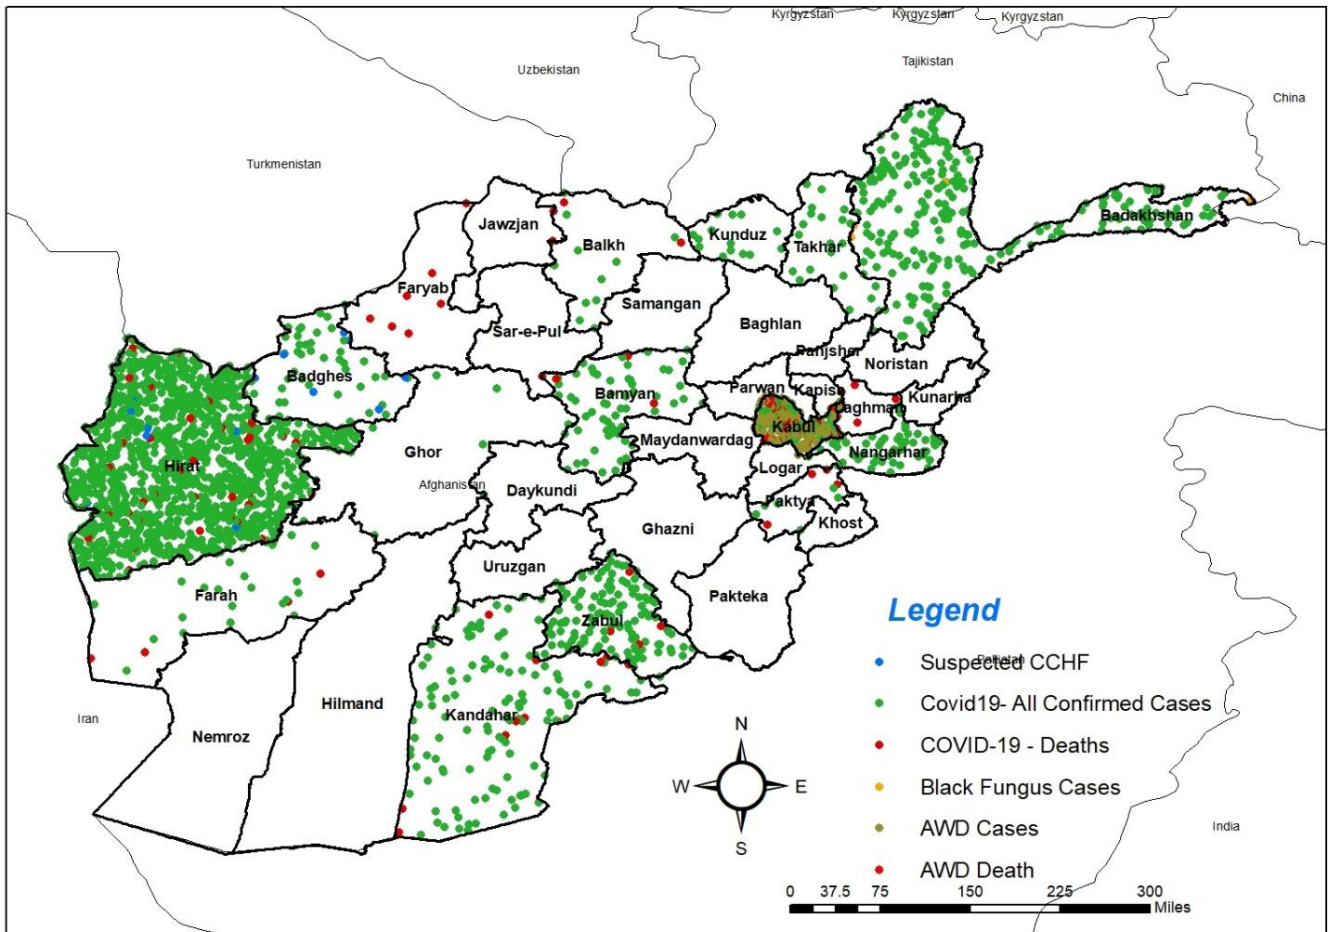 Kyrgyzstan Kyrgyzstan Kyrgyzstan
Tajikistan
Uzbekistan
China
Turkmenistan
Jawzjan
Badakhshan
Kunduz
Balkh
Takhar
Faryab
Samangan
Baghlan
Sar-e-Pul
Panjsher
Noristan
Badghes
Parwan
Kapisa
Bamyan
Kunarha
Laghman
Kabul
Maydanwardag
Ghor
Nangarhar
Hirat
Logar
Afghanistan
Daykundi
Paktya
Ghazni
Khost
Uruzgan
Farah
Pakteka
Zabul
Hilmand
Kandahar
Iran
Nemroz
India
Pakistan
N
W E
S
Legend
Suspected CCHF
Covid19- All Confirmed Cases
COVID-19 - Deaths
Black Fungus Cases
AWD Cases
AWD Death
0 37.5 75 150 225 300
Miles